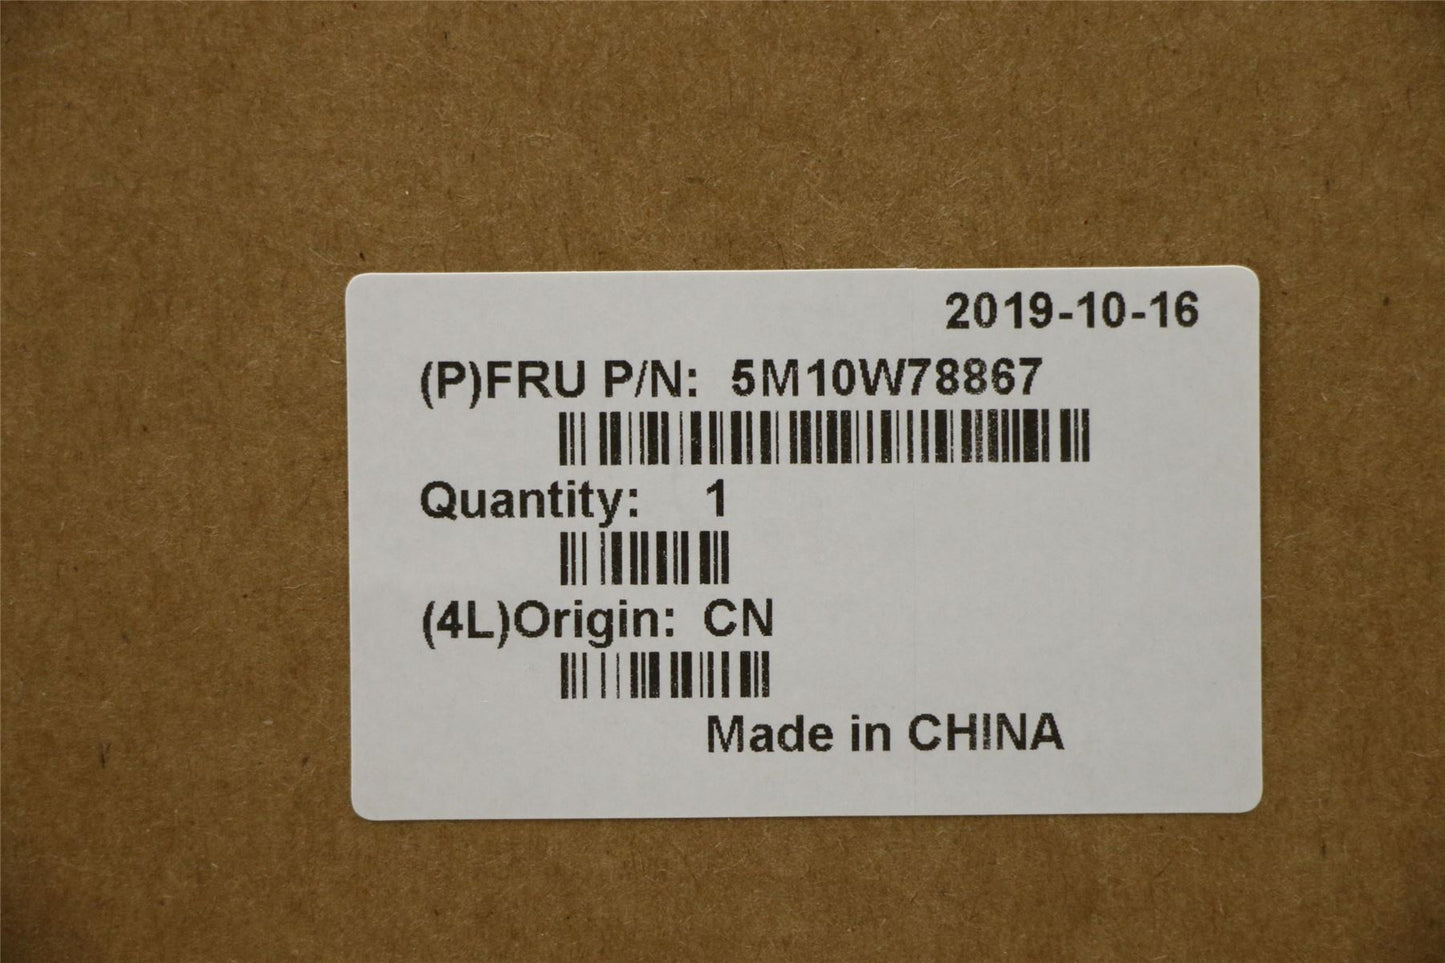 2019-10-16
(P)FRU P/N: 5M10W78867
Quantity: 1
(4L)Origin: CN
Made in CHINA